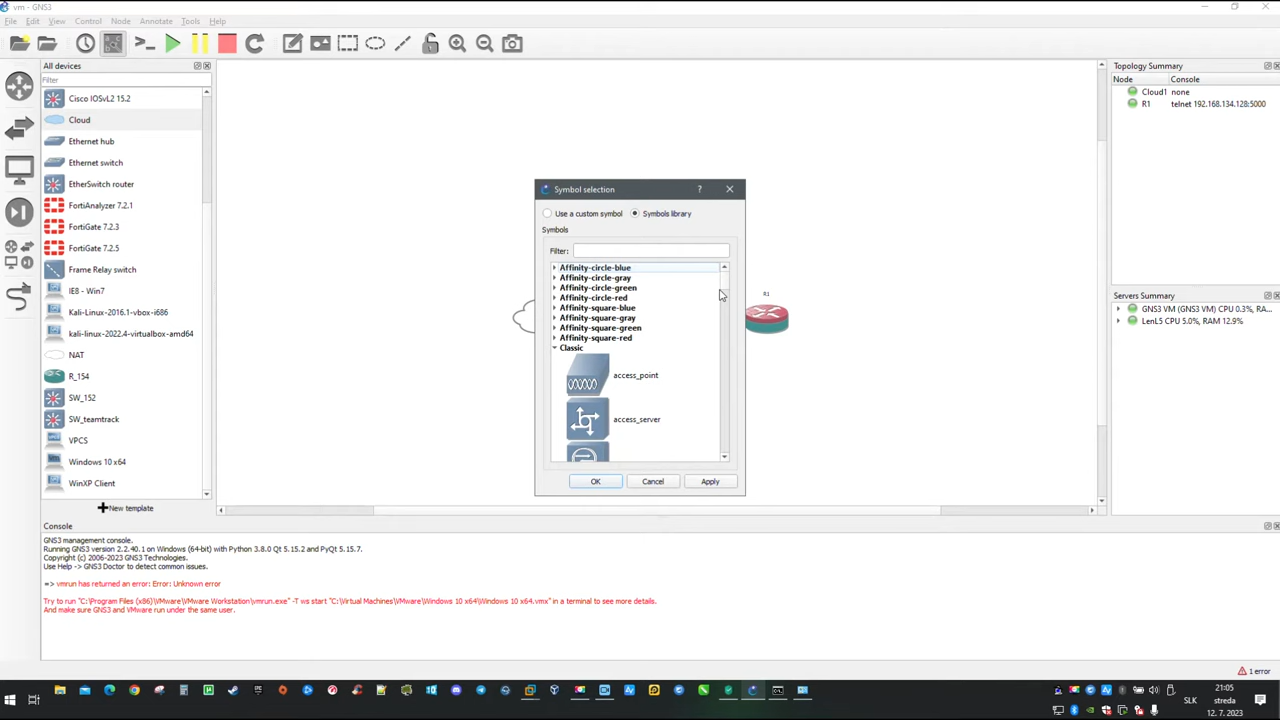 vm - GNS3
File Edit View Control Node Annotate Tools Help
All devices
Filter
Cisco IOSvL2 15.2
Cloud
Ethernet hub
Ethernet switch
EtherSwitch router
FortiAnalyzer 7.2.1
FortiGate 7.2.3
FortiGate 7.2.5
Frame Relay switch
IE8 - Win7
Kali-Linux-2016.1-vbox-i686
kali-linux-2022.4-virtualbox-amd64
NAT
R_154
SW_152
SW_teamtrack
VPCS
Windows 10 x64
WinXP Client
New template
Symbol selection ?
Use a custom symbol Symbols library
Symbols
Filter:
Affinity-circle-blue
Affinity-circle-gray
Affinity-circle-green
Affinity-circle-red
Affinity-square-blue
Affinity-square-gray
Affinity-square-green
Affinity-square-red
Classic
access_point
access_server
OK Cancel Apply
R1
Topology Summary
Node Console
Cloud1 none
R1 telnet 192.168.134.128:5000
Servers Summary
GNS3 VM (GNS3 VM) CPU 0.3%, RA...
LenL5 CPU 5.0%, RAM 12.9%
Console
GNS3 management console.
Running GNS3 version 2.2.40.1 on Windows (64-bit) with Python 3.8.0 Qt 5.15.2 and PyQt 5.15.7.
Copyright (c) 2006-2023 GNS3 Technologies.
Use Help -> GNS3 Doctor to detect common issues.
=> vmrun has returned an error: Error: Unknown error
Try to run "C:\Program Files (x86)\VMware\VMware Workstation\vmrun.exe" -T ws start "C:\Virtual Machines\VMware\Windows 10 x64\Windows 10 x64.vmx" in a terminal to see more details.
And make sure GNS3 and VMware run under the same user.
1 error
SLK
21:05
streda
12. 7. 2023